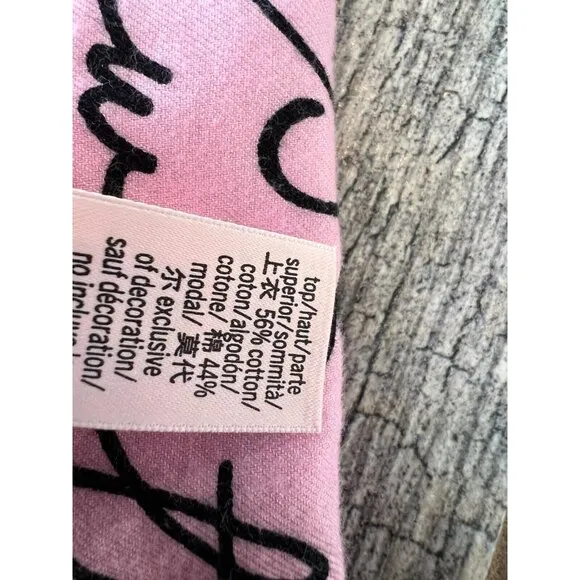 top/haut/parte
superior/sommità/
上衣 56% cotton/
coton/algodón/
cotone/ 棉 44%
modal/ 莫代
尔 exclusive
of decoration/
sauf décoration/